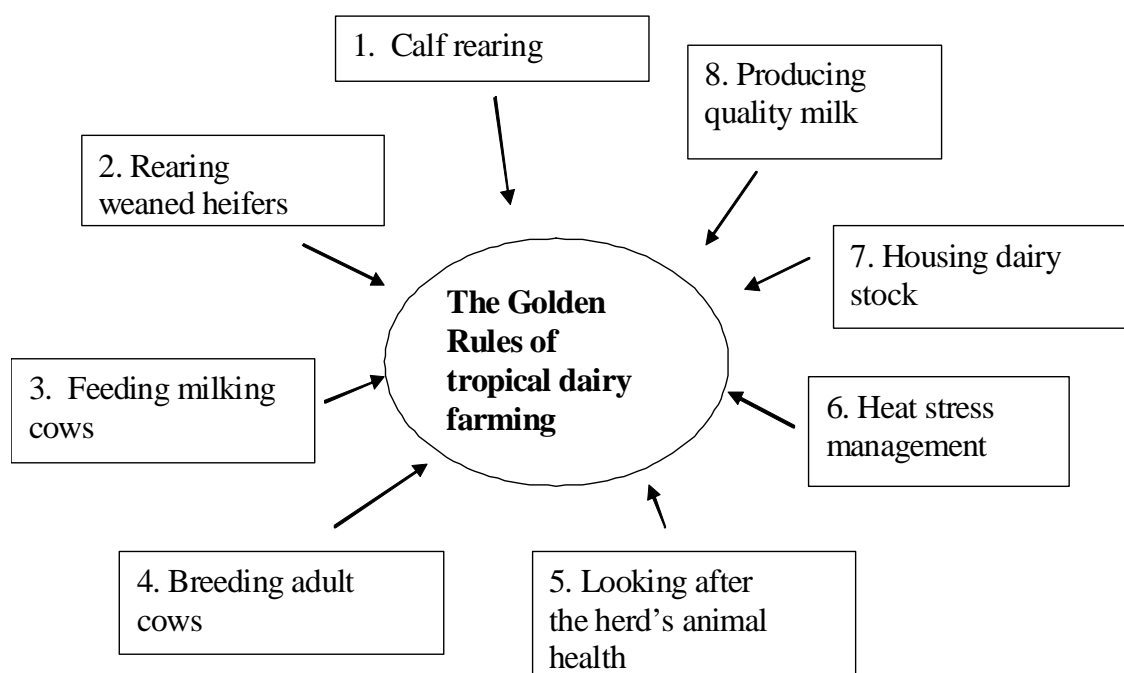 1. Calf rearing
2. Rearing
weaned heifers
3. Feeding milking
cows
4. Breeding adult
cows
5. Looking after
the herd’s animal
health
6. Heat stress
management
7. Housing dairy
stock
8. Producing
quality milk
The Golden
Rules of
tropical dairy
farming